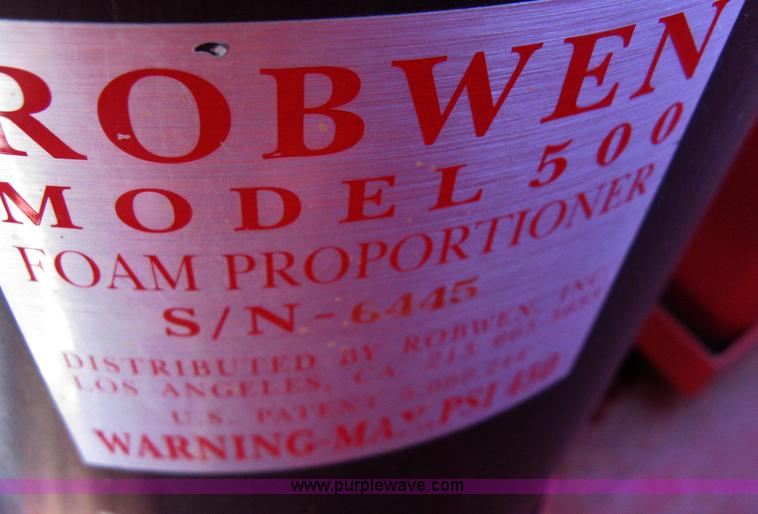 ROBWEN
MODEL 500
FOAM PROPORTIONER
S/N-6445
DISTRIBUTED BY ROBWEN, INC
LOS ANGELES, CA 213
U.S. PATENT
WARNING-MAX. PSI 450
www.purplewave.com